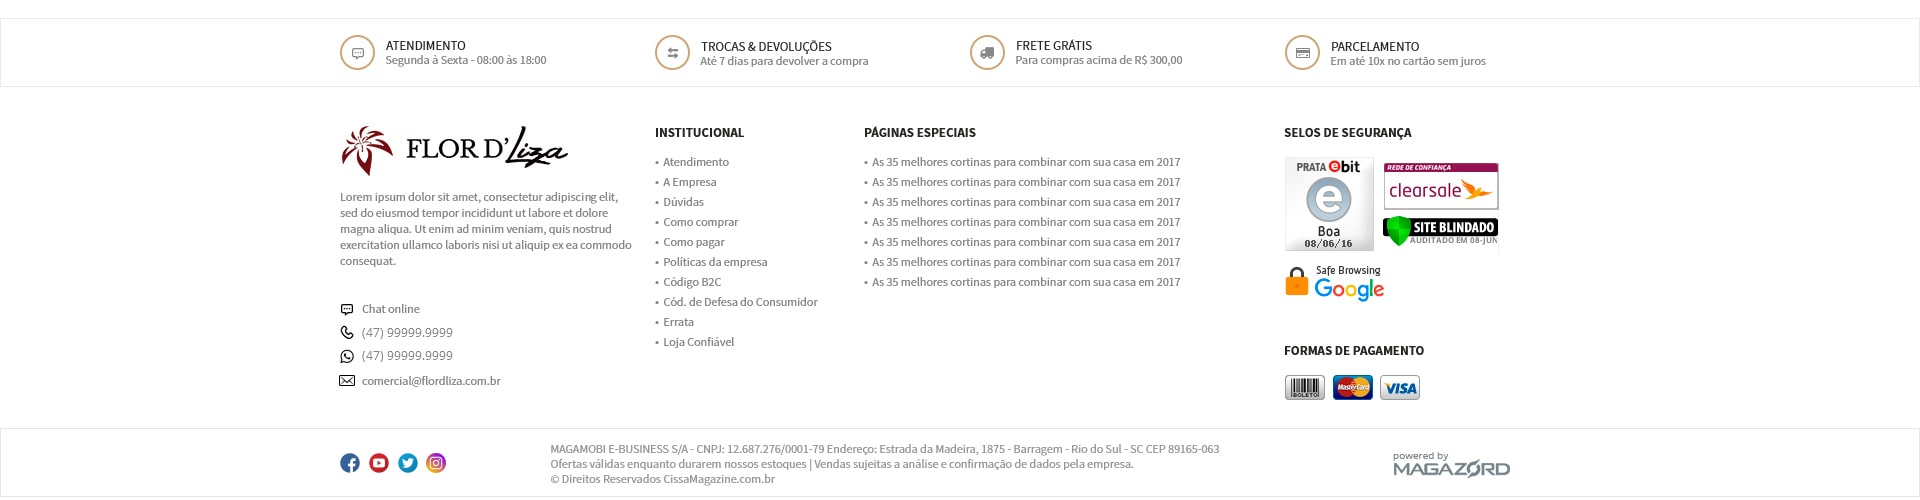 ATENDIMENTO
Segunda à Sexta - 08:00 às 18:00
TROCAS & DEVOLUÇÕES
Até 7 dias para devolver a compra
FRETE GRÁTIS
Para compras acima de R$ 300,00
PARCELAMENTO
Em até 10x no cartão sem juros
FLOR D'Liza
Lorem ipsum dolor sit amet, consectetur adipiscing elit,
sed do eiusmod tempor incididunt ut labore et dolore
magna aliqua. Ut enim ad minim veniam, quis nostrud
exercitation ullamco laboris nisi ut aliquip ex ea commodo
consequat.
Chat online
(47) 99999.9999
(47) 99999.9999
comercial@flordliza.com.br
INSTITUCIONAL
• Atendimento
• A Empresa
• Dúvidas
• Como comprar
• Como pagar
• Políticas da empresa
• Código B2C
• Cód. de Defesa do Consumidor
• Errata
• Loja Confiável
PÁGINAS ESPECIAIS
• As 35 melhores cortinas para combinar com sua casa em 2017
• As 35 melhores cortinas para combinar com sua casa em 2017
• As 35 melhores cortinas para combinar com sua casa em 2017
• As 35 melhores cortinas para combinar com sua casa em 2017
• As 35 melhores cortinas para combinar com sua casa em 2017
• As 35 melhores cortinas para combinar com sua casa em 2017
• As 35 melhores cortinas para combinar com sua casa em 2017
SELOS DE SEGURANÇA
PRATA ebit
e
Boa
08/06/16
REDE DE CONFIANÇA
clearsale
SITE BLINDADO
AUDITADO EM 08-JUN
Safe Browsing
Google
FORMAS DE PAGAMENTO
BOLETO
MasterCard
VISA
MAGAMOBI E-BUSINESS S/A - CNPJ: 12.687.276/0001-79 Endereço: Estrada da Madeira, 1875 - Barragem - Rio do Sul - SC CEP 89165-063
Ofertas válidas enquanto durarem nossos estoques | Vendas sujeitas a análise e confirmação de dados pela empresa.
© Direitos Reservados CissaMagazine.com.br
powered by
MAGAZORD